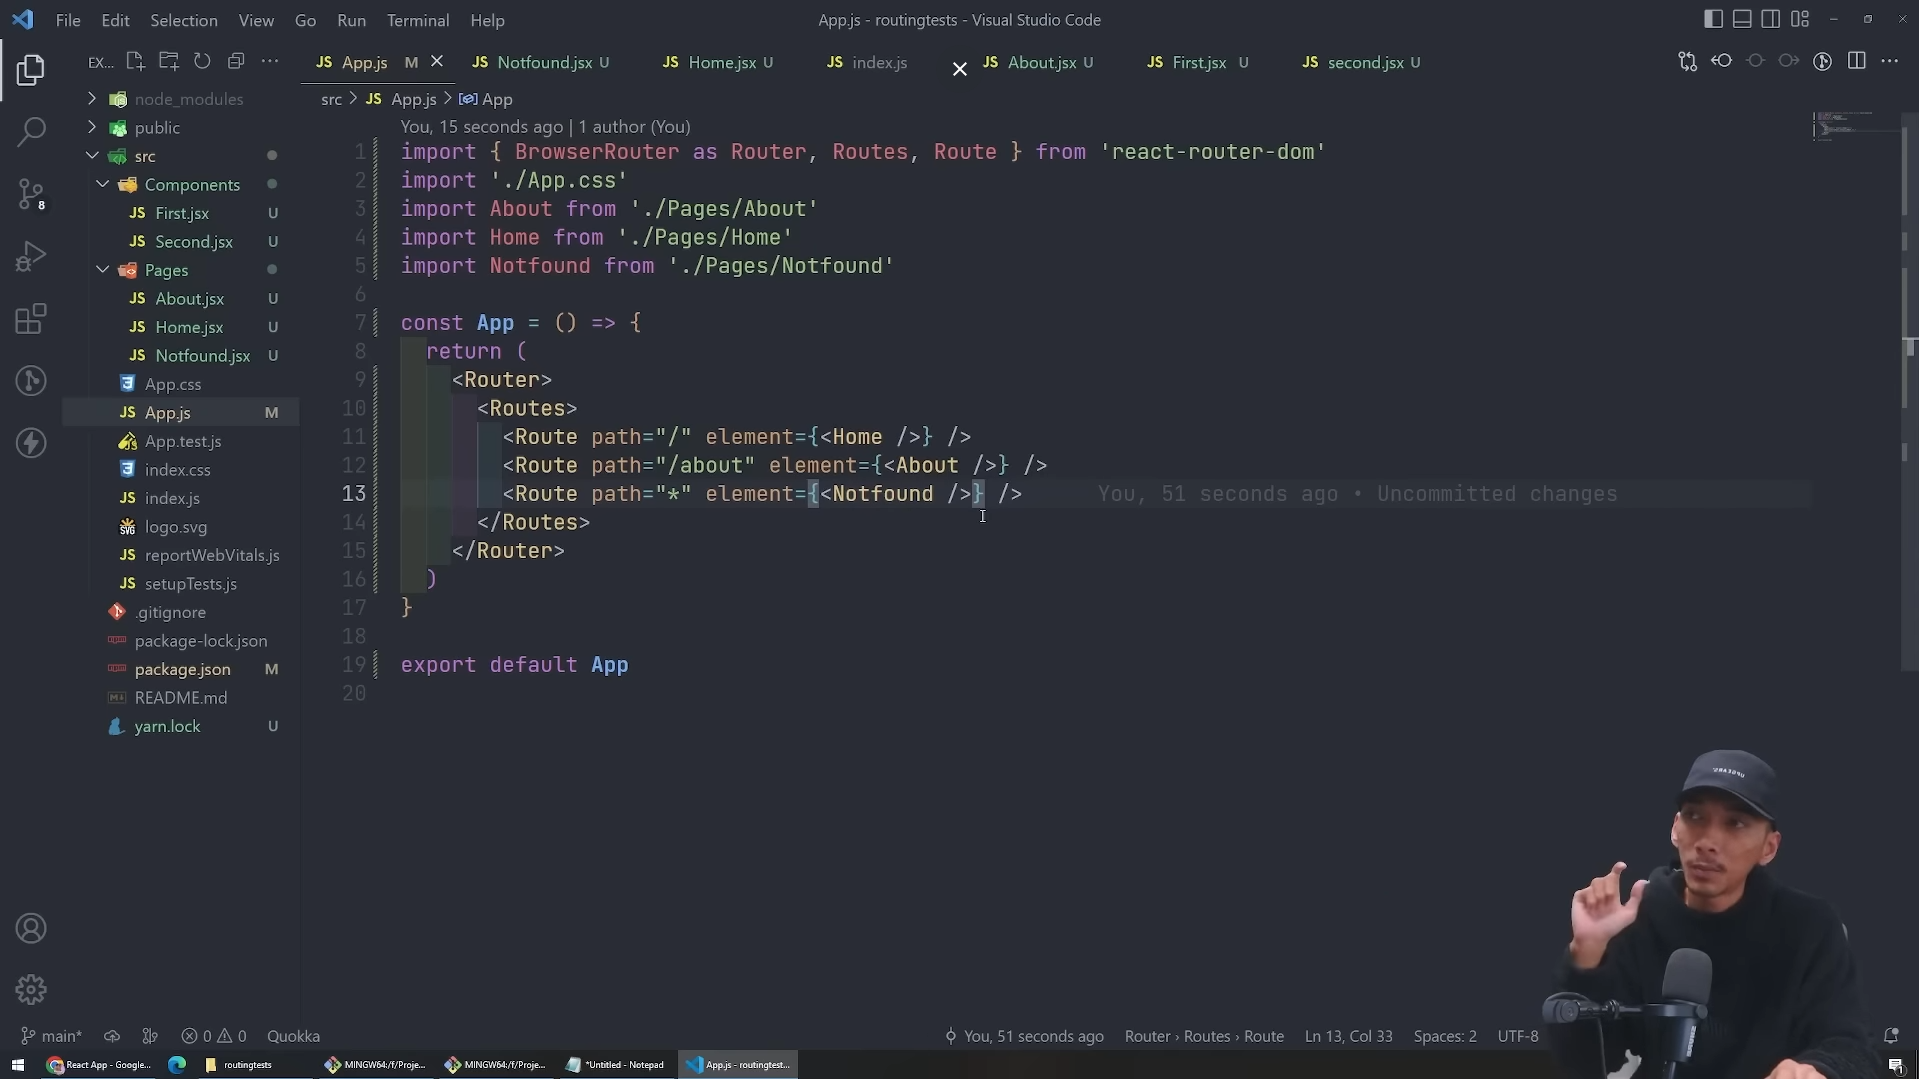 File Edit Selection View Go Run Terminal Help
App.js - routingtests - Visual Studio Code
EX...
JS App.js M
JS Notfound.jsx U
JS Home.jsx U
JS index.js
JS About.jsx U
JS First.jsx U
JS second.jsx U
src > JS App.js > App
node_modules
public
src
Components
JS First.jsx U
JS Second.jsx U
Pages
JS About.jsx U
JS Home.jsx U
JS Notfound.jsx U
App.css
JS App.js M
App.test.js
index.css
JS index.js
SVG logo.svg
JS reportWebVitals.js
JS setupTests.js
.gitignore
package-lock.json
package.json M
README.md
yarn.lock U
8
You, 15 seconds ago | 1 author (You)
1 import { BrowserRouter as Router, Routes, Route } from 'react-router-dom'
2 import './App.css'
3 import About from './Pages/About'
4 import Home from './Pages/Home'
5 import Notfound from './Pages/Notfound'
6
7 const App = () => {
8 return (
9 <Router>
10 <Routes>
11 <Route path="/" element={<Home />} />
12 <Route path="/about" element={<About />} />
13 <Route path="*" element={<Notfound />} /> You, 51 seconds ago • Uncommitted changes
14 </Routes>
15 </Router>
16 )
17 }
18
19 export default App
20
main* 0 0 Quokka
You, 51 seconds ago Router > Routes > Route Ln 13, Col 33 Spaces: 2 UTF-8
React App - Google...
routingtests
MINGW64:/f/Proje...
MINGW64:/f/Proje...
*Untitled - Notepad
App.js - routingtest...